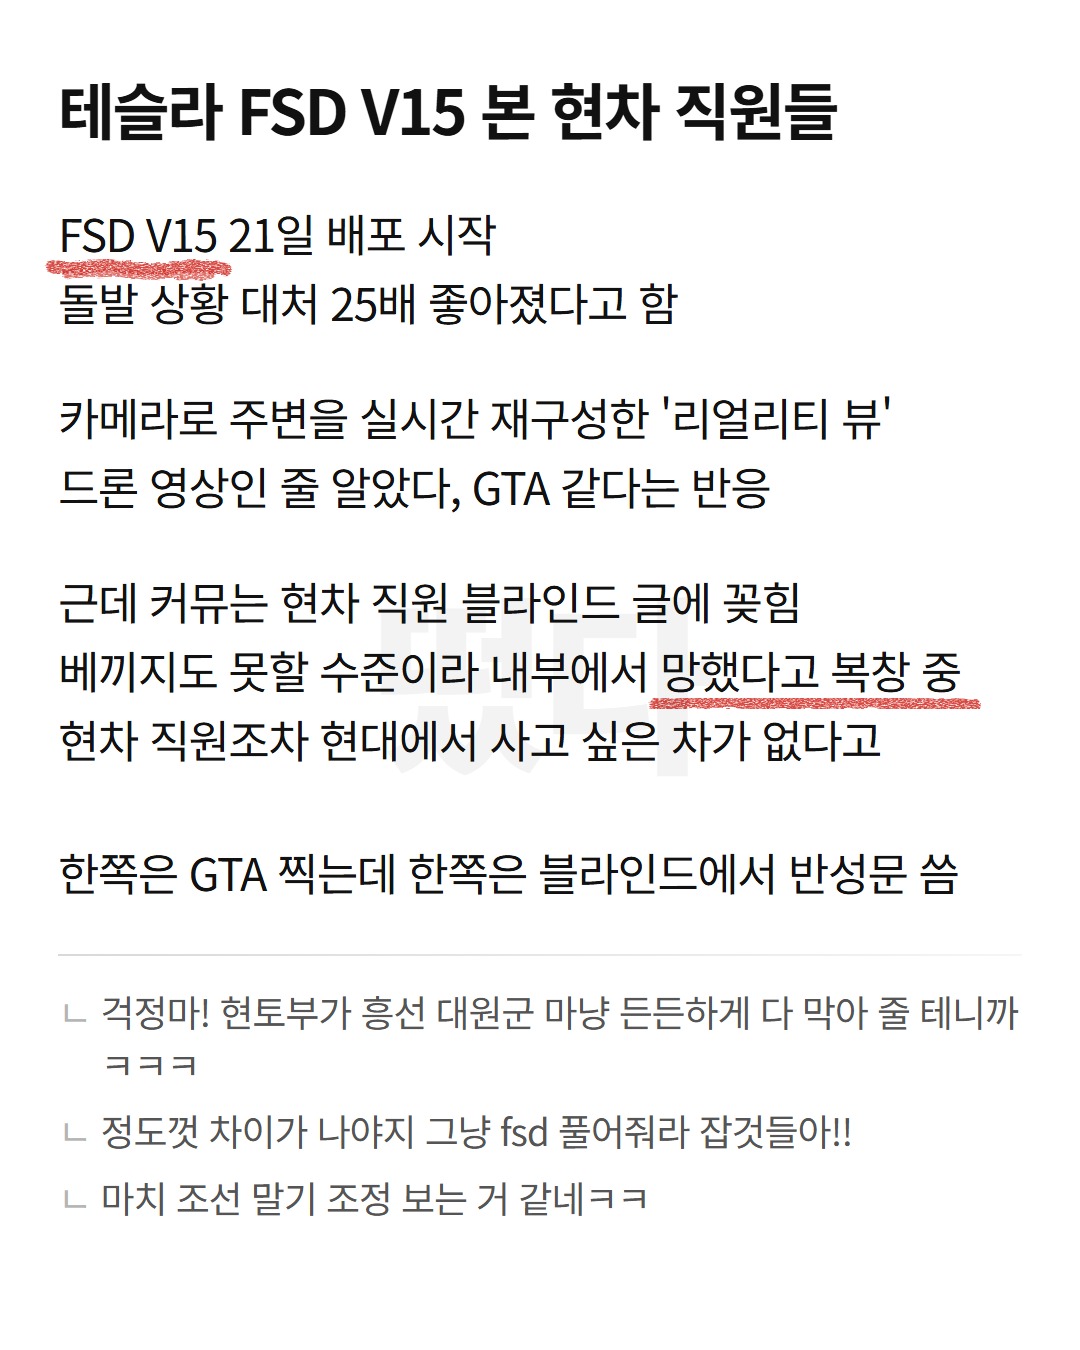 테슬라 FSD V15 본 현차 직원들
FSD V15 21일 배포 시작
돌발 상황 대처 25배 좋아졌다고 함
카메라로 주변을 실시간 재구성한 '리얼리티 뷰'
드론 영상인 줄 알았다, GTA 같다는 반응
근데 커뮤는 현차 직원 블라인드 글에 꽂힘
베끼지도 못할 수준이라 내부에서 망했다고 복창 중
현차 직원조차 현대에서 사고 싶은 차가 없다고
떴다
한쪽은 GTA 찍는데 한쪽은 블라인드에서 반성문 씀
ㄴ 걱정마! 현토부가 흥선 대원군 마냥 든든하게 다 막아 줄 테니까
ㅋㅋㅋ
ㄴ 정도껏 차이가 나야지 그냥 fsd 풀어줘라 잡것들아!!
ㄴ 마치 조선 말기 조정 보는 거 같네ㅋㅋ